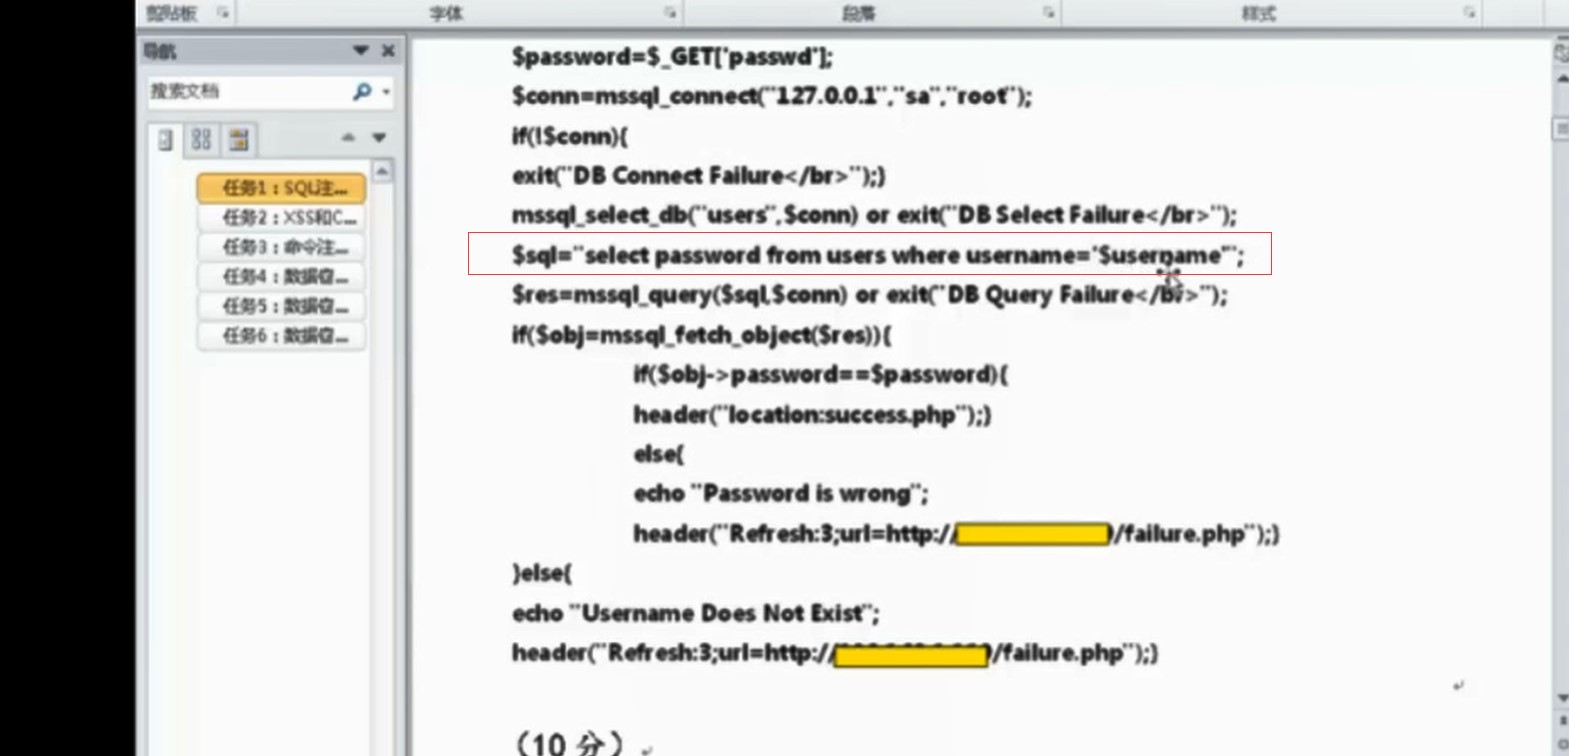 剪贴板 字体 段落 样式
导航
搜索文档
任务1：SQL注...
任务2：XSS和C...
任务3：命令注...
任务4：数据窃...
任务5：数据窃...
任务6：数据窃...
$password=$_GET['passwd'];
$conn=mssql_connect("127.0.0.1","sa","root");
if(!$conn){
exit("DB Connect Failure</br>");}
mssql_select_db("users",$conn) or exit("DB Select Failure</br>");
$sql="select password from users where username='$username'";
$res=mssql_query($sql,$conn) or exit("DB Query Failure</br>");
if($obj=mssql_fetch_object($res)){
if($obj->password==$password){
header("location:success.php");}
else{
echo "Password is wrong";
header("Refresh:3;url=http:///failure.php");}
}else{
echo "Username Does Not Exist";
header("Refresh:3;url=http:///failure.php");}
（10 分）